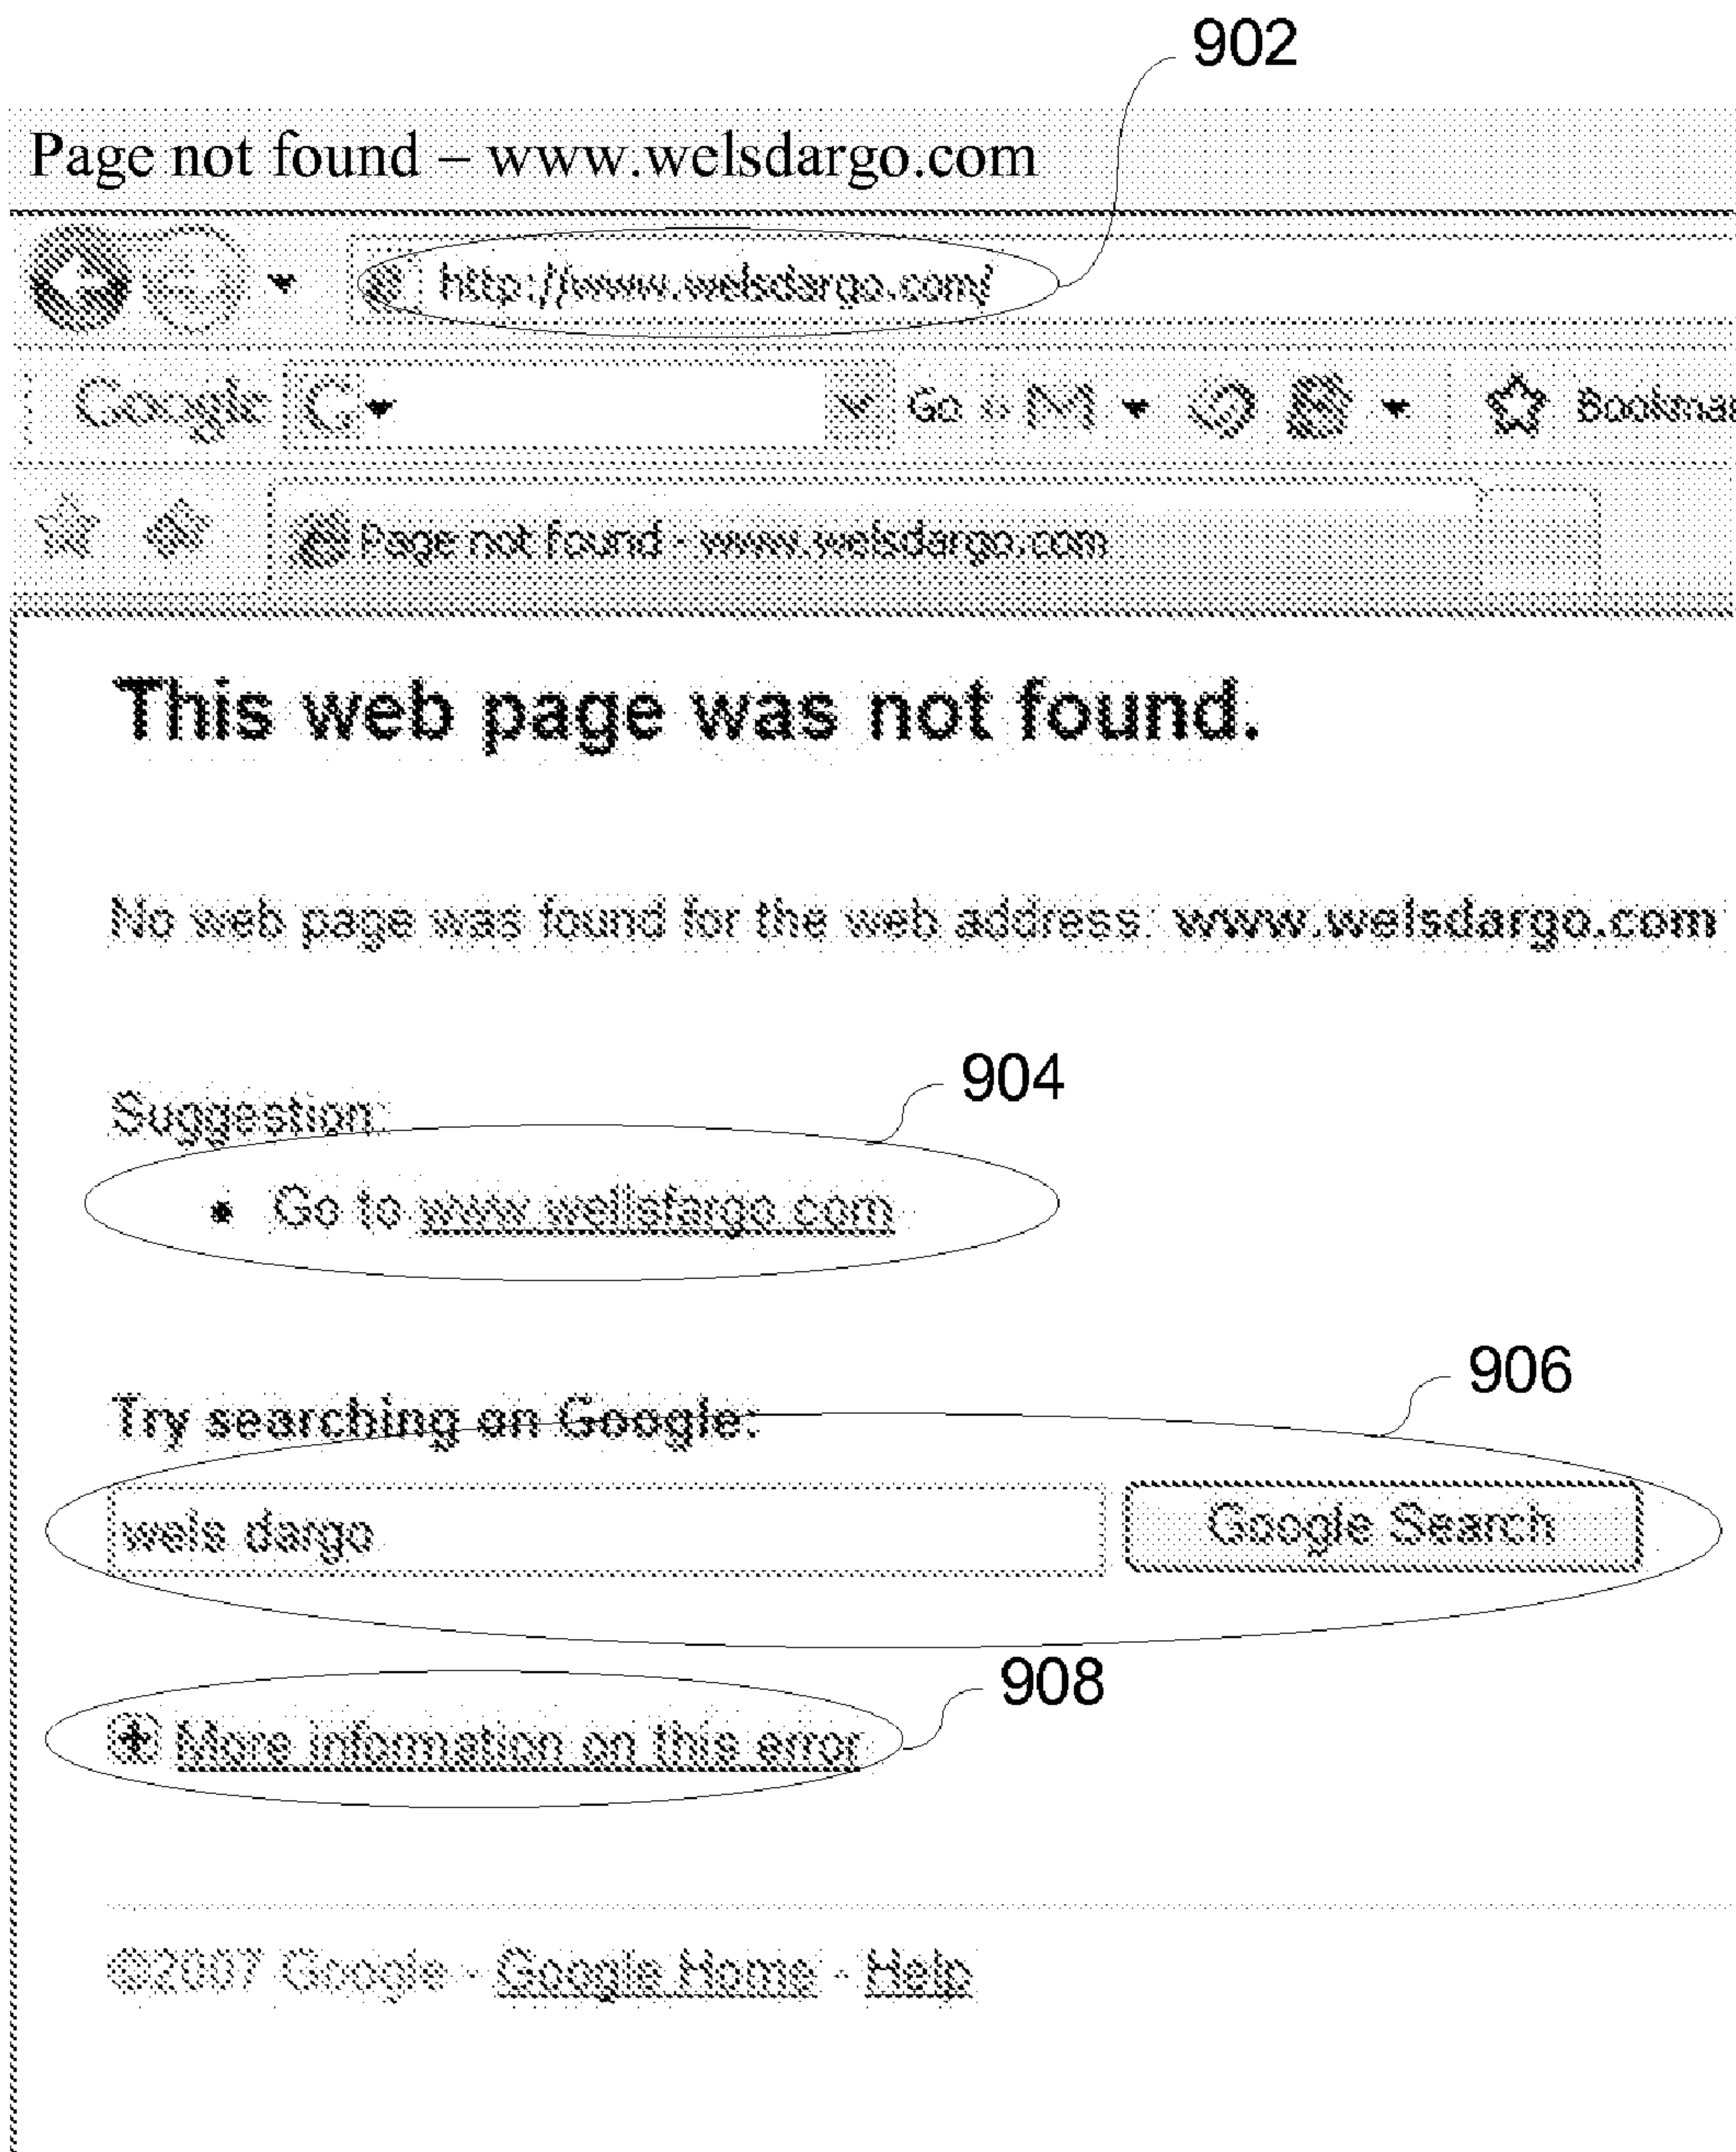 902
Page not found – www.welsdargo.com
http://www.welsdargo.com/
Google G Go Bookmar
Page not found - www.welsdargo.com
This web page was not found.
No web page was found for the web address: www.welsdargo.com
904
Suggestion:
• Go to www.wellsfargo.com
906
Try searching on Google:
wels dargo Google Search
908
+ More information on this error
©2007 Google - Google Home - Help